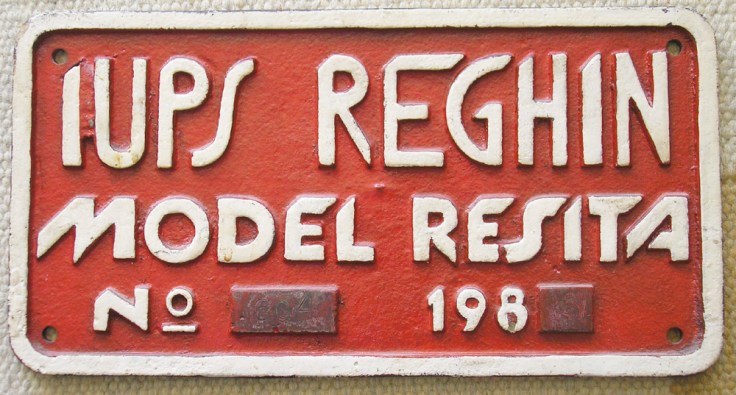 IUPS REGHIN
MODEL RESITA
Nº 198